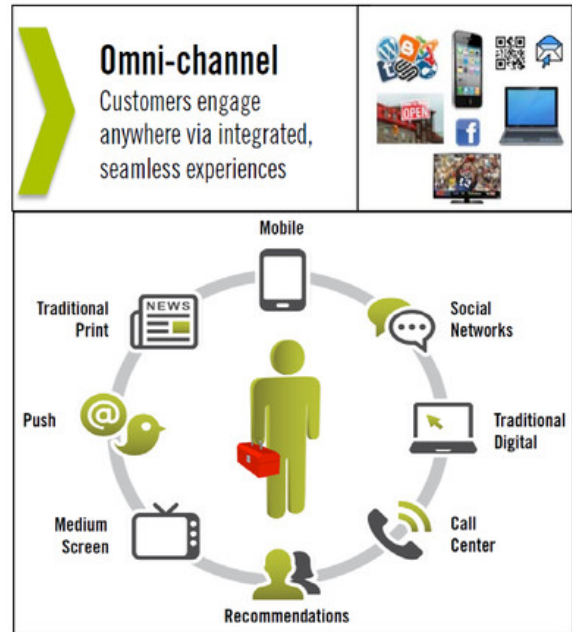 Omni-channel
Customers engage
anywhere via integrated,
seamless experiences
OPEN
Mobile
NEWS
Traditional
Print
Social
Networks
Push
@
Traditional
Digital
Medium
Screen
Call
Center
Recommendations